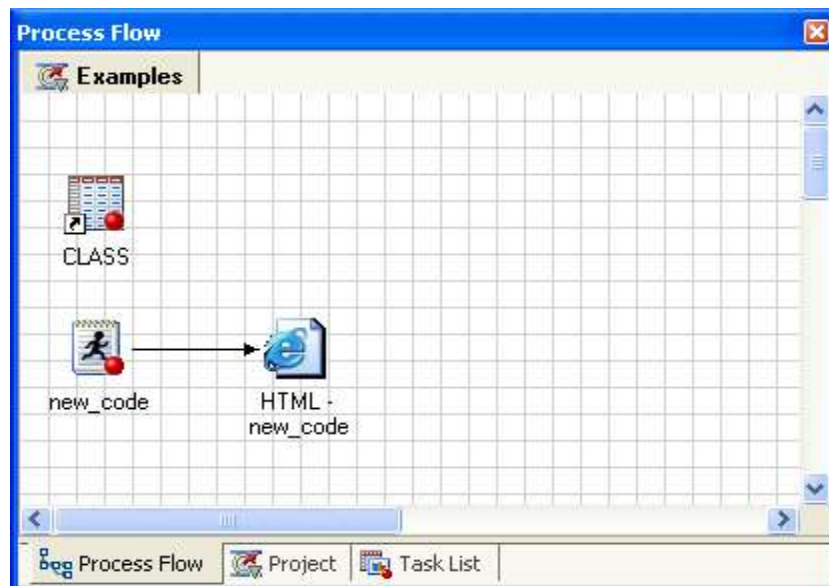 Process Flow
Examples
CLASS
new_code
HTML -
new_code
Process Flow
Project
Task List